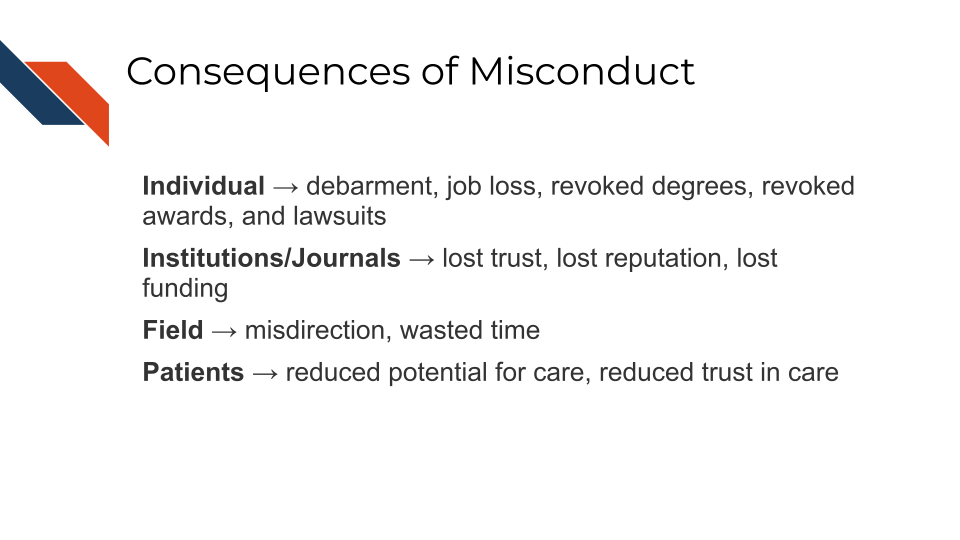 Consequences of Misconduct
Individual → debarment, job loss, revoked degrees, revoked
awards, and lawsuits
Institutions/Journals → lost trust, lost reputation, lost
funding
Field → misdirection, wasted time
Patients → reduced potential for care, reduced trust in care